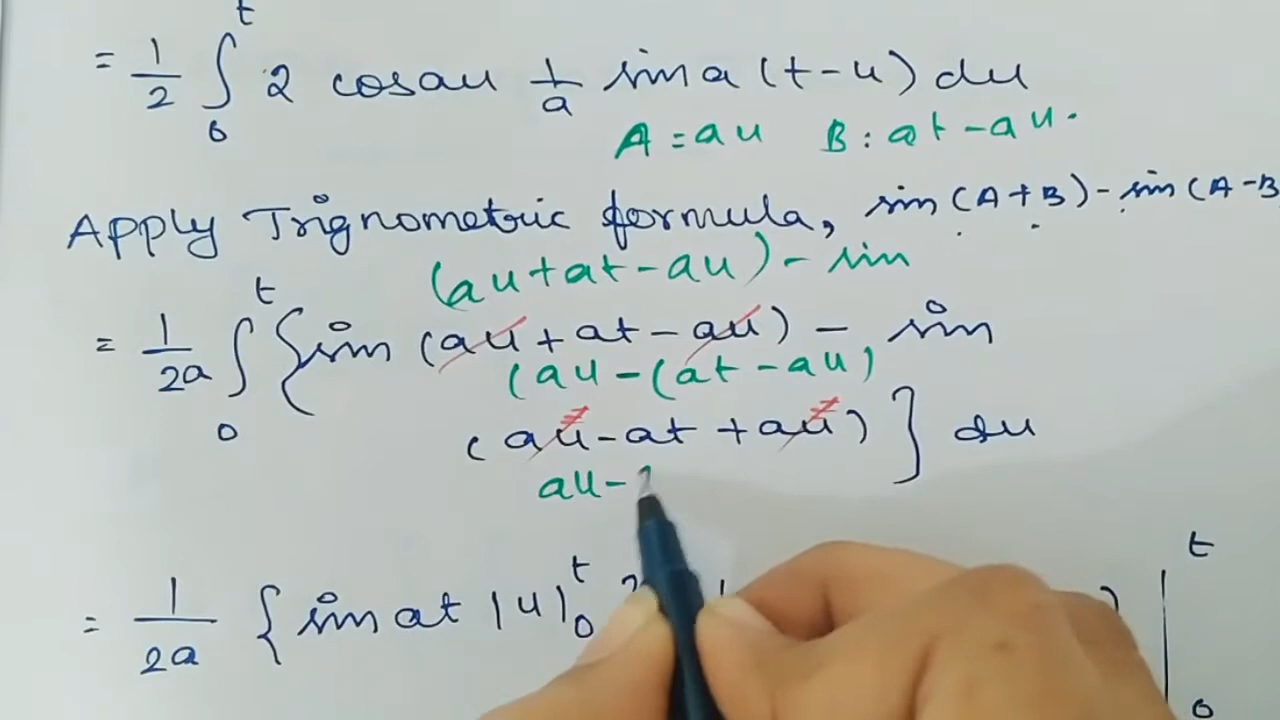 = 1/2 ∫₀ᵗ 2 cosau 1/a sin a (t-u) du
A = au B: at-au.
Apply Trignometric formula, sin(A+B)-sin(A-B
(au+at-au)-sin
= 1/2a ∫₀ᵗ {sin (au+at-au) - sin
(au-(at-au)
(au-at+au)] du
au-
= 1/2a {sin at |u|₀ᵗ
t
0